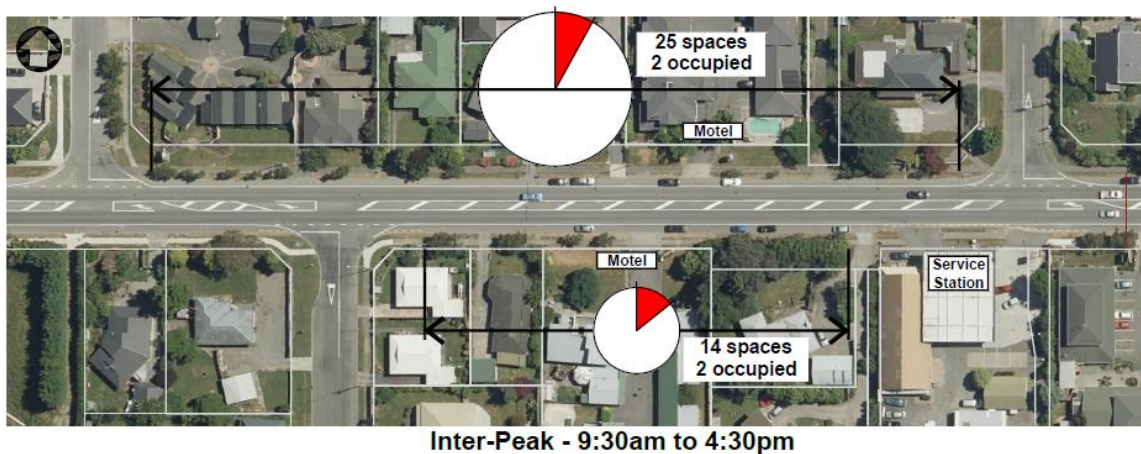 25 spaces
2 occupied
Motel
Motel
Service
Station
14 spaces
2 occupied
Inter-Peak - 9:30am to 4:30pm